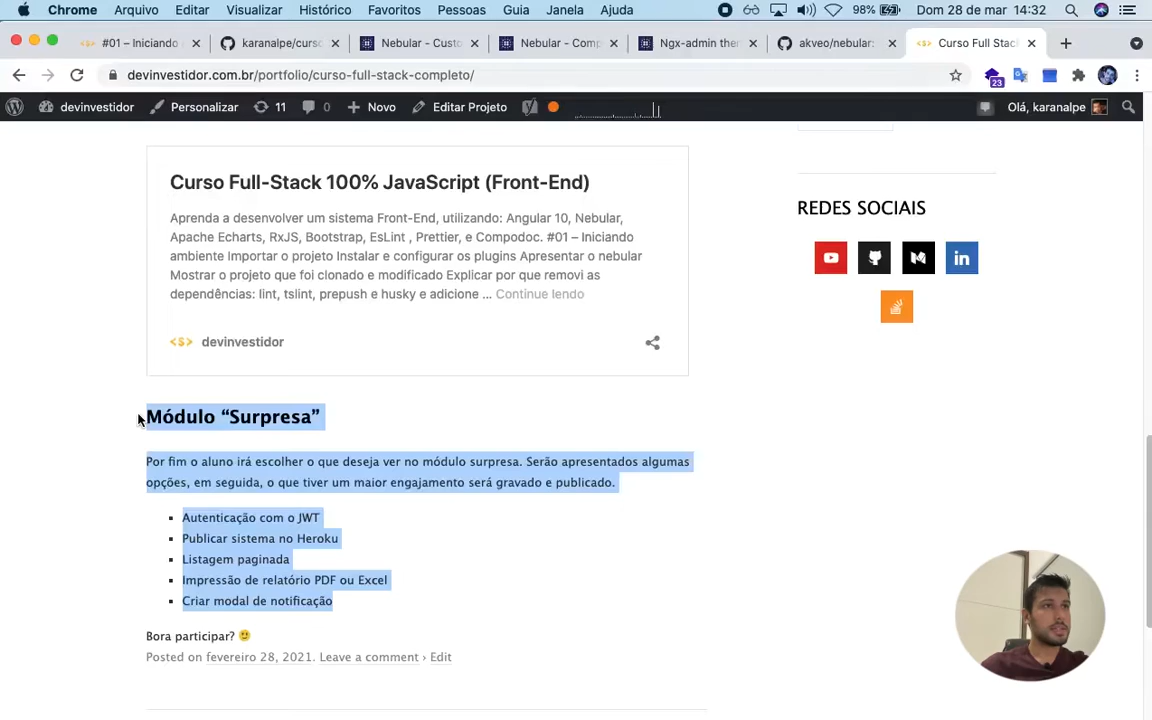 Chrome Arquivo Editar Visualizar Histórico Favoritos Pessoas Guia Janela Ajuda 98% Dom 28 de mar 14:32
#01 – Iniciando karanalpe/curso Nebular - Cust Nebular - Comp Ngx-admin the akveo/nebular: Curso Full Stac
devinvestidor.com.br/portfolio/curso-full-stack-completo/ 23
devinvestidor Personalizar 11 0 Novo Editar Projeto Olá, karanalpe
Curso Full-Stack 100% JavaScript (Front-End)
Aprenda a desenvolver um sistema Front-End, utilizando: Angular 10, Nebular,
Apache Echarts, RxJS, Bootstrap, EsLint , Prettier, e Compodoc. #01 – Iniciando
ambiente Importar o projeto Instalar e configurar os plugins Apresentar o nebular
Mostrar o projeto que foi clonado e modificado Explicar por que removi as
dependências: lint, tslint, prepush e husky e adicione ... Continue lendo
<$> devinvestidor
REDES SOCIAIS
in
Módulo “Surpresa”
Por fim o aluno irá escolher o que deseja ver no módulo surpresa. Serão apresentados algumas
opções, em seguida, o que tiver um maior engajamento será gravado e publicado.
Autenticação com o JWT
Publicar sistema no Heroku
Listagem paginada
Impressão de relatório PDF ou Excel
Criar modal de notificação
Bora participar?
Posted on fevereiro 28, 2021. Leave a comment › Edit